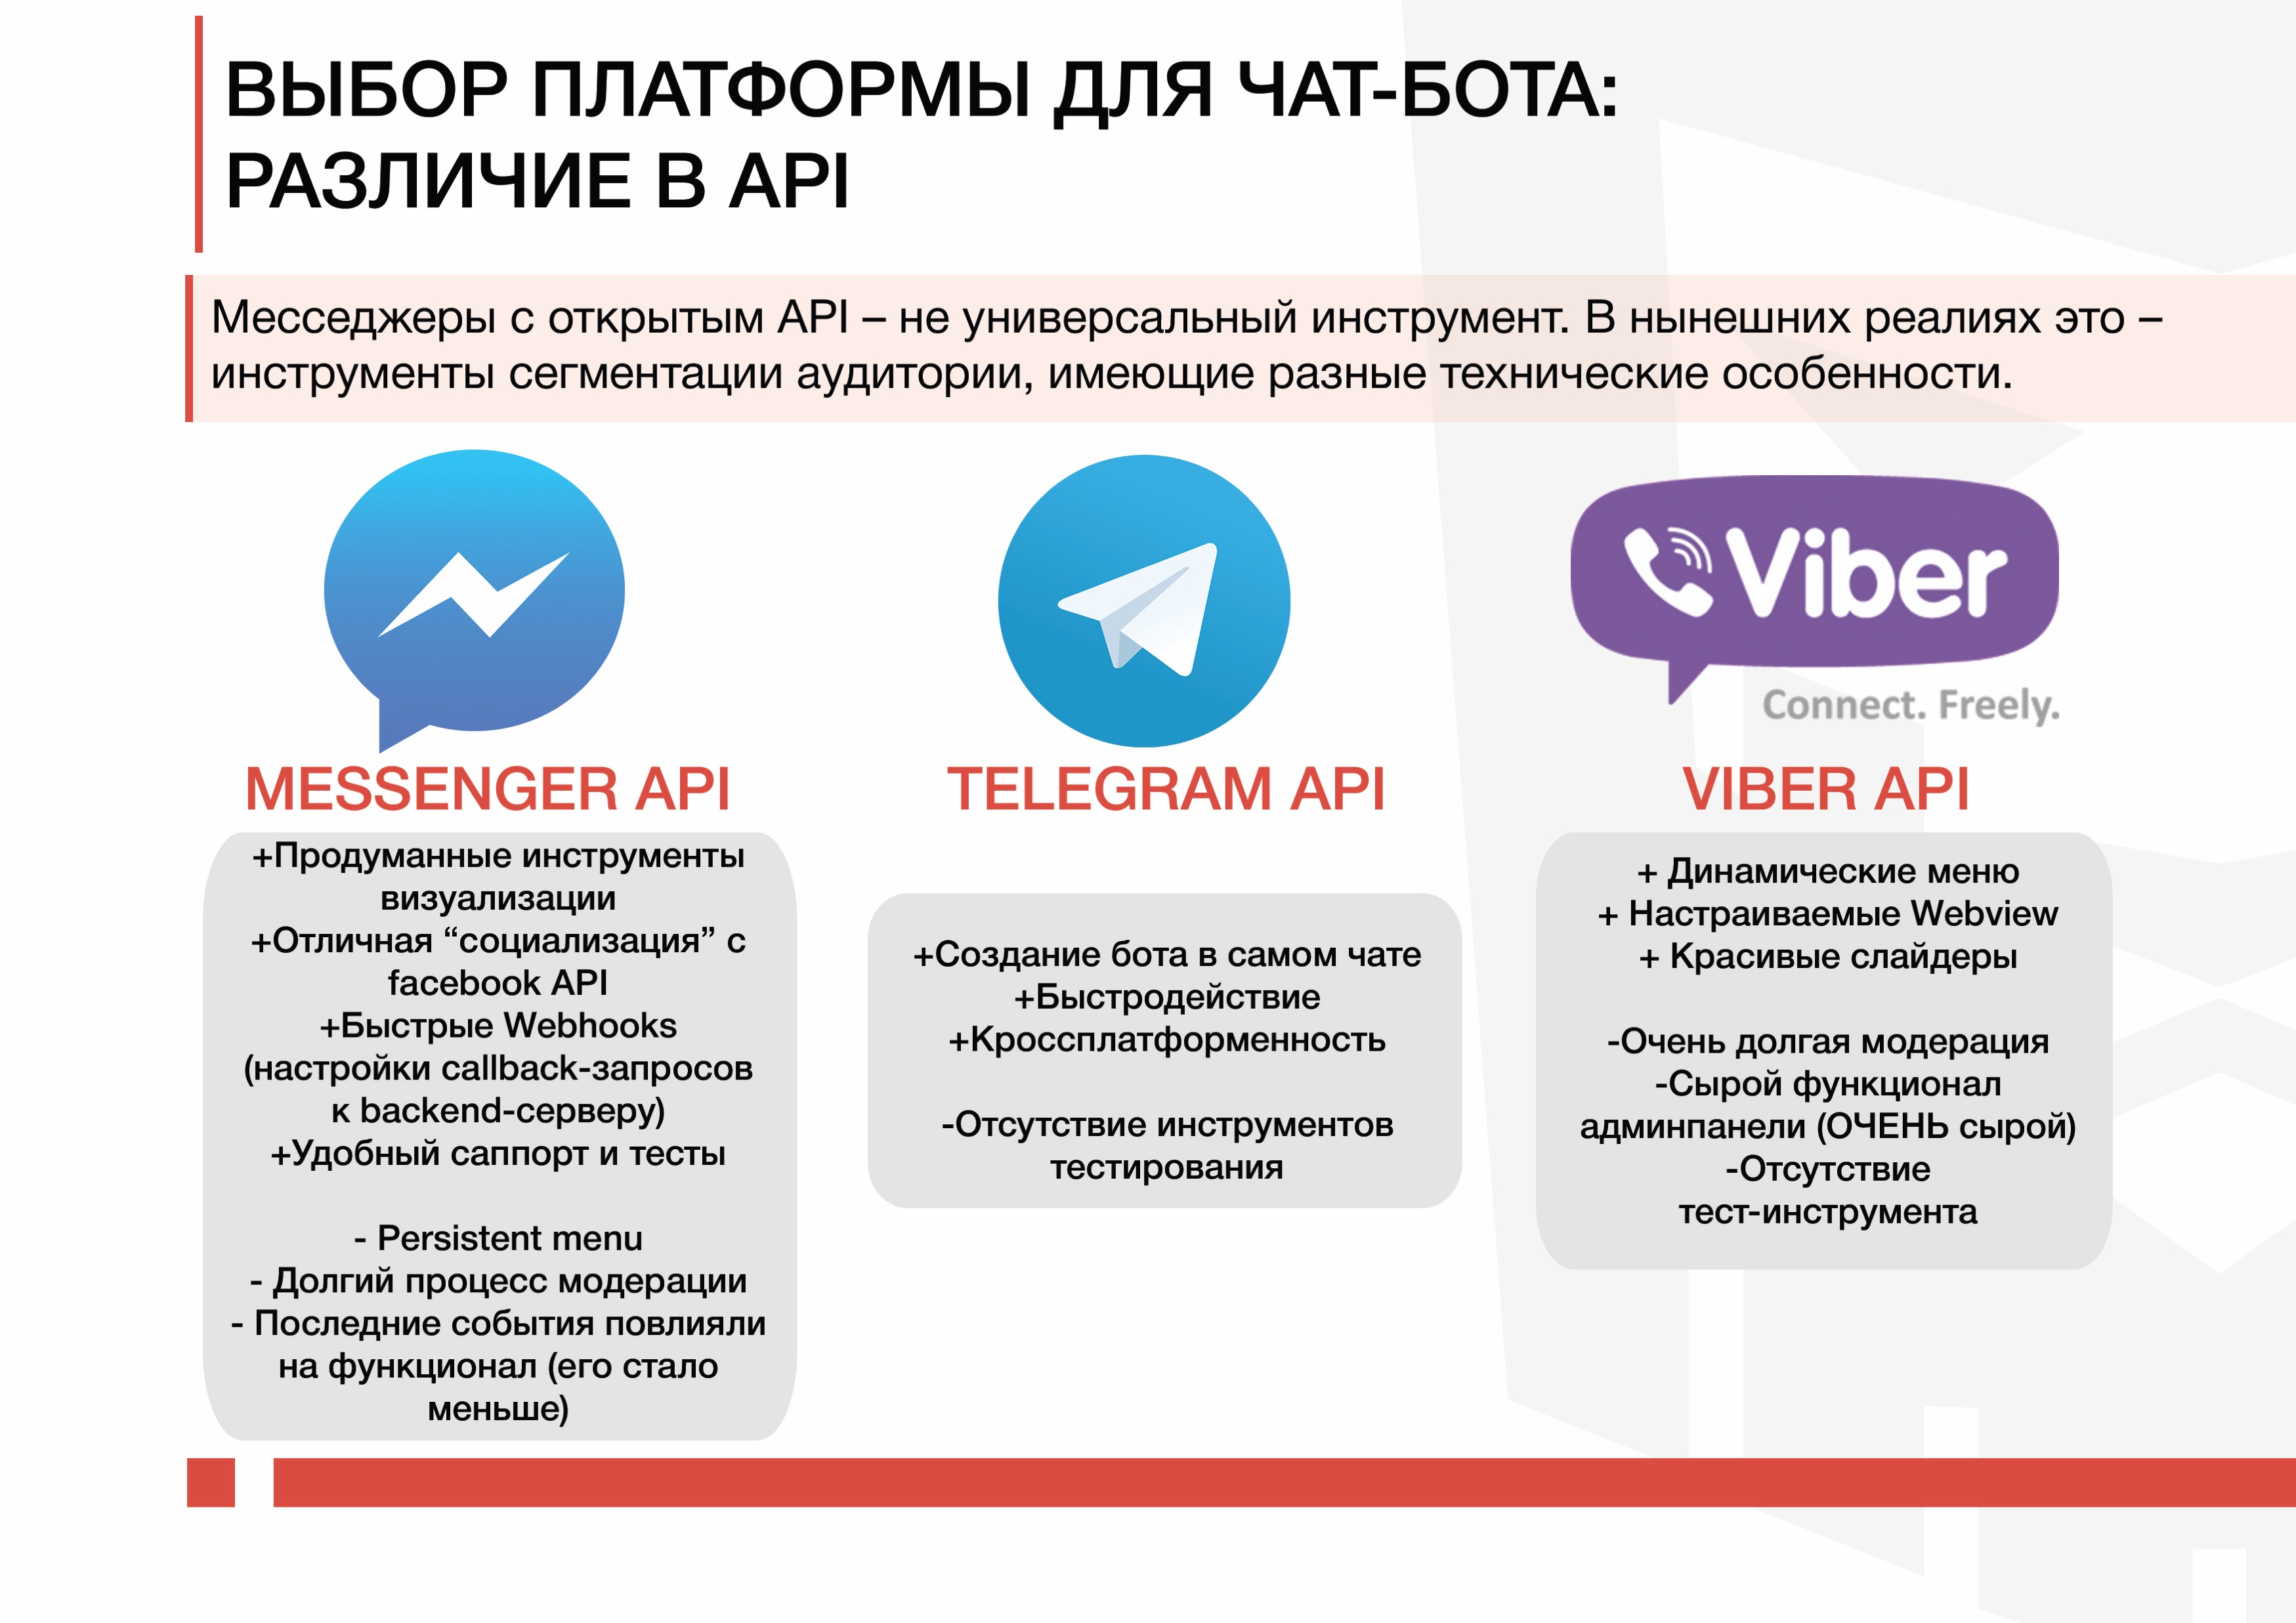 ВЫБОР ПЛАТФОРМЫ ДЛЯ ЧАТ-БОТА:
РАЗЛИЧИЕ В API
Месседжеры с открытым API – не универсальный инструмент. В нынешних реалиях это –
инструменты сегментации аудитории, имеющие разные технические особенности.
Viber
Connect. Freely.
MESSENGER API
+Продуманные инструменты
визуализации
+Отличная “социализация” с
facebook API
+Быстрые Webhooks
(настройки callback-запросов
к backend-серверу)
+Удобный саппорт и тесты
- Persistent menu
- Долгий процесс модерации
- Последние события повлияли
на функционал (его стало
меньше)
TELEGRAM API
+Создание бота в самом чате
+Быстродействие
+Кроссплатформенность
-Отсутствие инструментов
тестирования
VIBER API
+ Динамические меню
+ Настраиваемые Webview
+ Красивые слайдеры
-Очень долгая модерация
-Сырой функционал
админпанели (ОЧЕНЬ сырой)
-Отсутствие
тест-инструмента